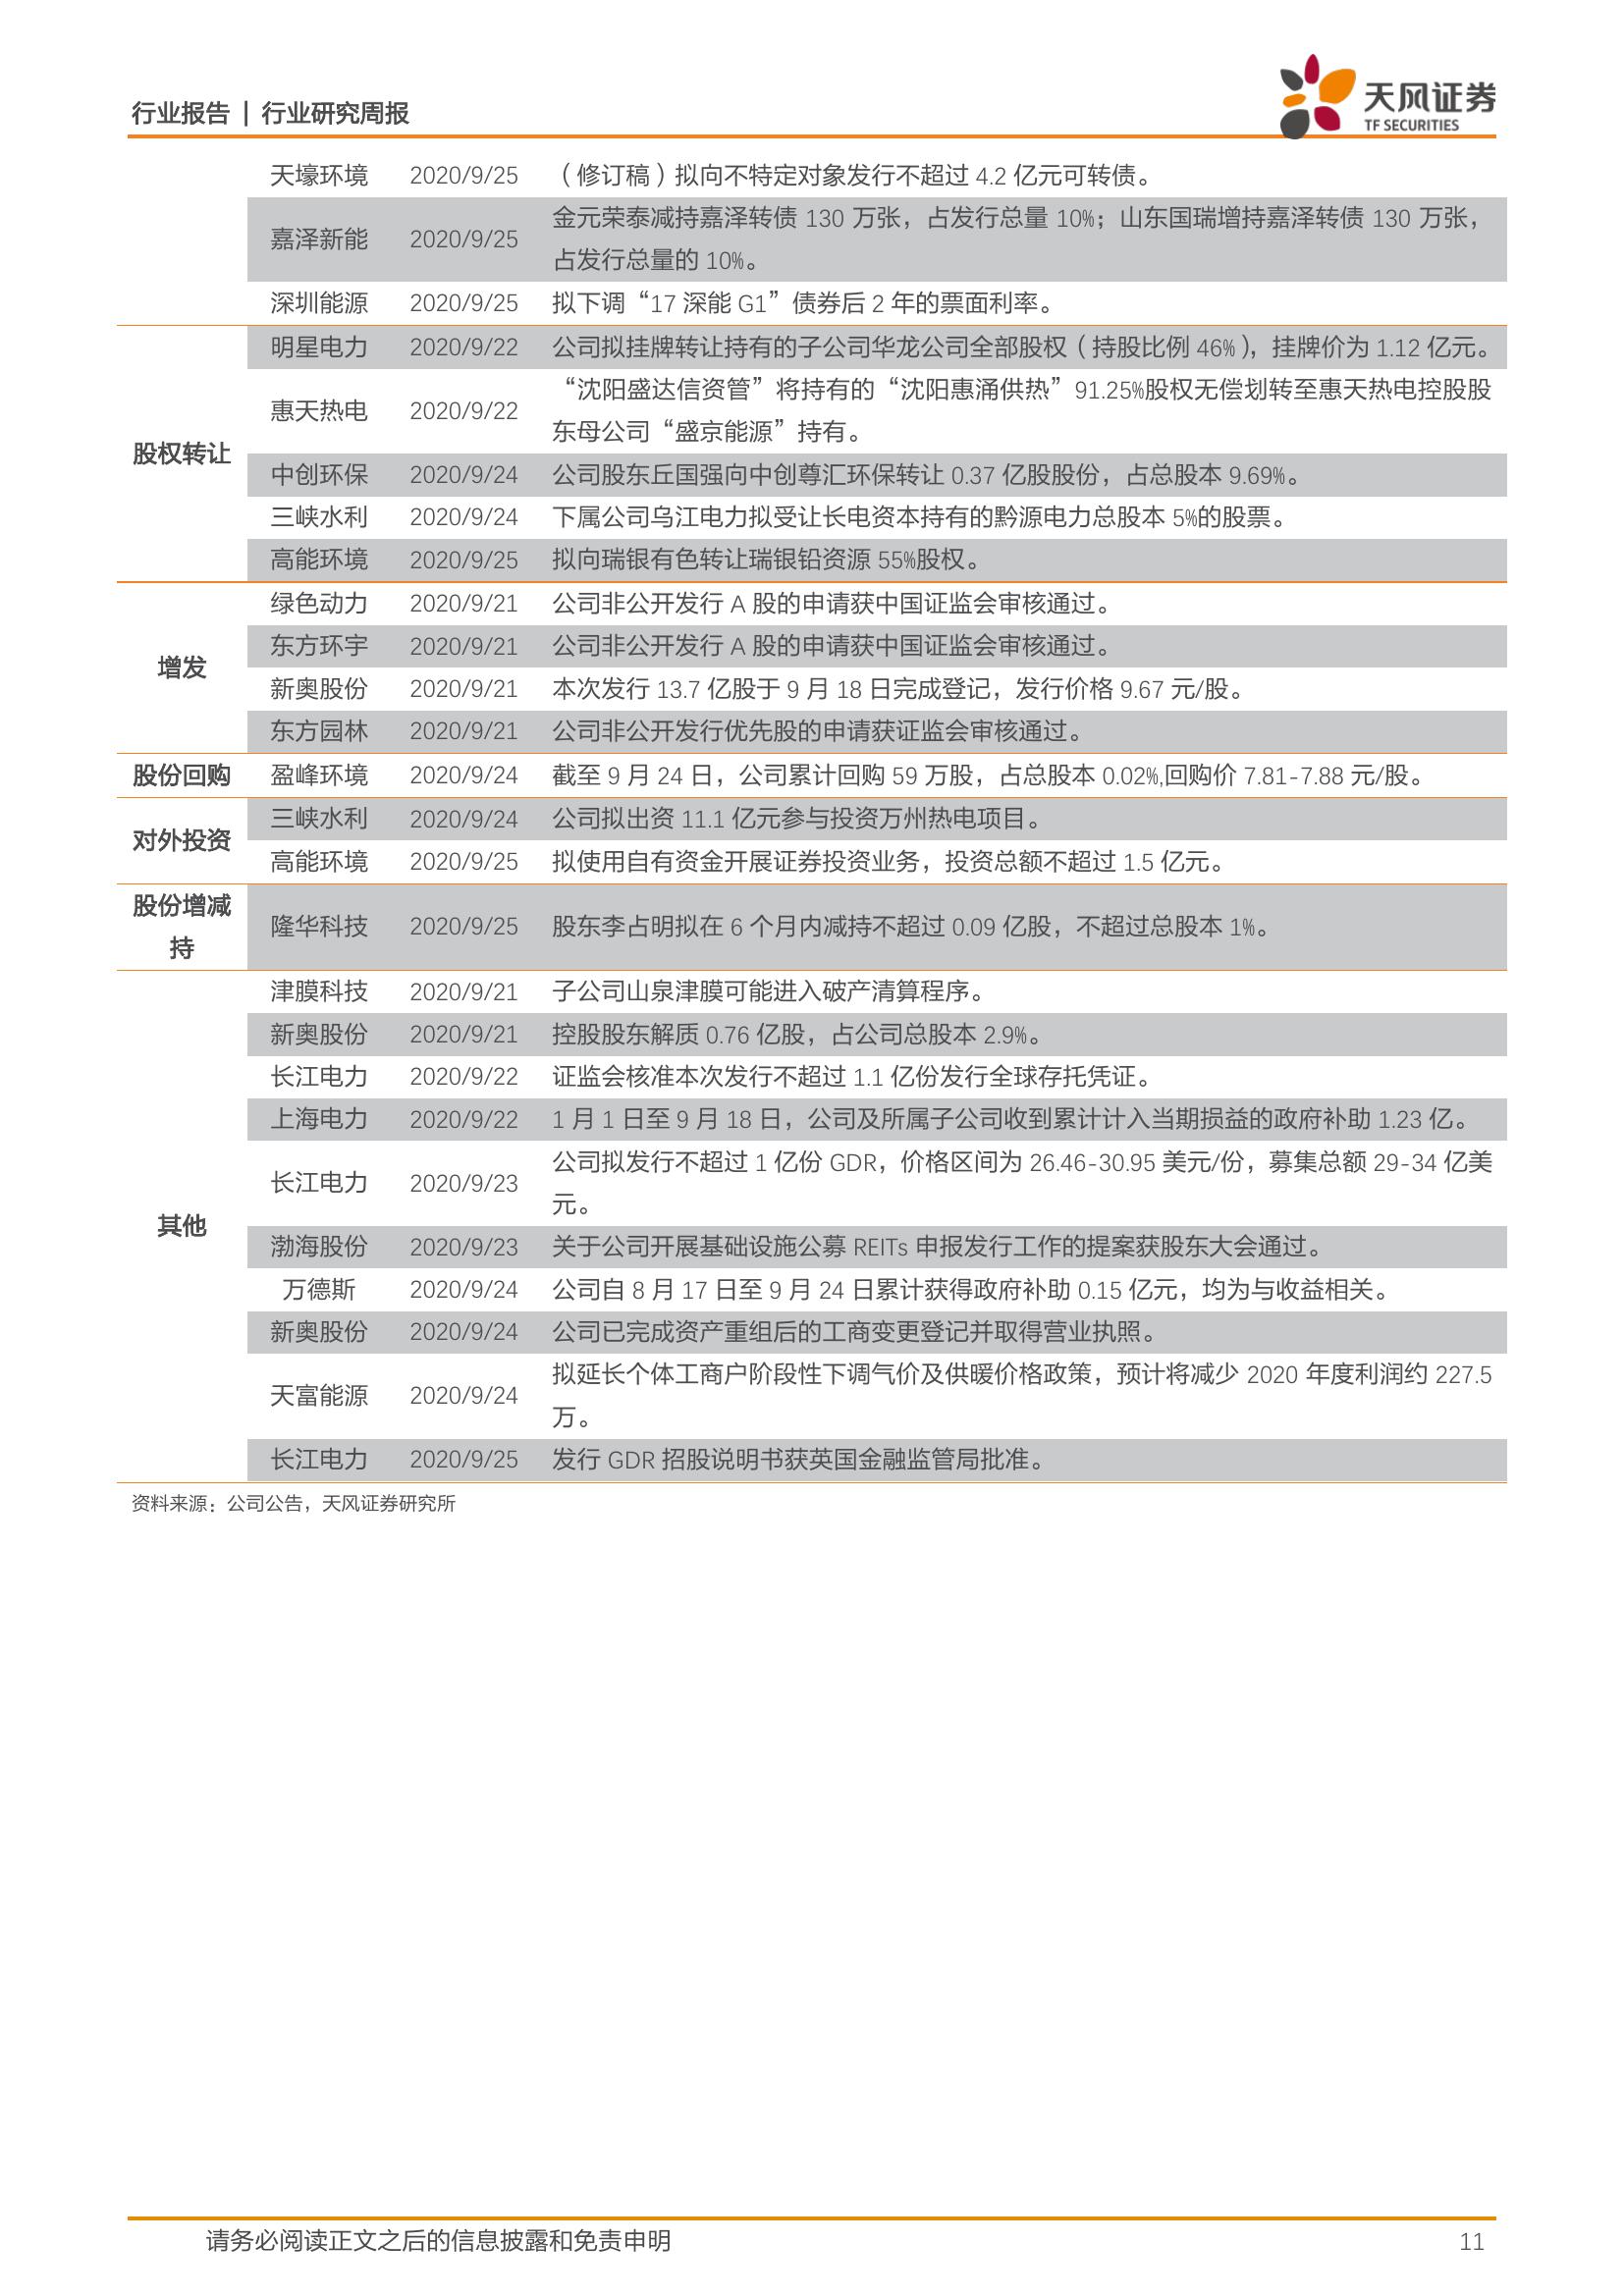 行业报告 | 行业研究周报
天风证券
TF SECURITIES
天壕环境 2020/9/25 （修订稿）拟向不特定对象发行不超过 4.2 亿元可转债。
嘉泽新能 2020/9/25 金元荣泰减持嘉泽转债 130 万张，占发行总量 10%；山东国瑞增持嘉泽转债 130 万张，
占发行总量的 10%。
深圳能源 2020/9/25 拟下调“17 深能 G1”债券后 2 年的票面利率。
股权转让
明星电力 2020/9/22 公司拟挂牌转让持有的子公司华龙公司全部股权（持股比例 46%），挂牌价为 1.12 亿元。
惠天热电 2020/9/22 “沈阳盛达信资管”将持有的“沈阳惠涌供热”91.25%股权无偿划转至惠天热电控股股
东母公司“盛京能源”持有。
中创环保 2020/9/24 公司股东丘国强向中创尊汇环保转让 0.37 亿股股份，占总股本 9.69%。
三峡水利 2020/9/24 下属公司乌江电力拟受让长电资本持有的黔源电力总股本 5%的股票。
高能环境 2020/9/25 拟向瑞银有色转让瑞银铅资源 55%股权。
增发
绿色动力 2020/9/21 公司非公开发行 A 股的申请获中国证监会审核通过。
东方环宇 2020/9/21 公司非公开发行 A 股的申请获中国证监会审核通过。
新奥股份 2020/9/21 本次发行 13.7 亿股于 9 月 18 日完成登记，发行价格 9.67 元/股。
东方园林 2020/9/21 公司非公开发行优先股的申请获证监会审核通过。
股份回购 盈峰环境 2020/9/24 截至 9 月 24 日，公司累计回购 59 万股，占总股本 0.02%,回购价 7.81-7.88 元/股。
对外投资
三峡水利 2020/9/24 公司拟出资 11.1 亿元参与投资万州热电项目。
高能环境 2020/9/25 拟使用自有资金开展证券投资业务，投资总额不超过 1.5 亿元。
股份增减
持
隆华科技 2020/9/25 股东李占明拟在 6 个月内减持不超过 0.09 亿股，不超过总股本 1%。
其他
津膜科技 2020/9/21 子公司山泉津膜可能进入破产清算程序。
新奥股份 2020/9/21 控股股东解质 0.76 亿股，占公司总股本 2.9%。
长江电力 2020/9/22 证监会核准本次发行不超过 1.1 亿份发行全球存托凭证。
上海电力 2020/9/22 1 月 1 日至 9 月 18 日，公司及所属子公司收到累计计入当期损益的政府补助 1.23 亿。
长江电力 2020/9/23 公司拟发行不超过 1 亿份 GDR，价格区间为 26.46-30.95 美元/份，募集总额 29-34 亿美
元。
渤海股份 2020/9/23 关于公司开展基础设施公募 REITs 申报发行工作的提案获股东大会通过。
万德斯 2020/9/24 公司自 8 月 17 日至 9 月 24 日累计获得政府补助 0.15 亿元，均为与收益相关。
新奥股份 2020/9/24 公司已完成资产重组后的工商变更登记并取得营业执照。
天富能源 2020/9/24 拟延长个体工商户阶段性下调气价及供暖价格政策，预计将减少 2020 年度利润约 227.5
万。
长江电力 2020/9/25 发行 GDR 招股说明书获英国金融监管局批准。
资料来源：公司公告，天风证券研究所
请务必阅读正文之后的信息披露和免责申明 11